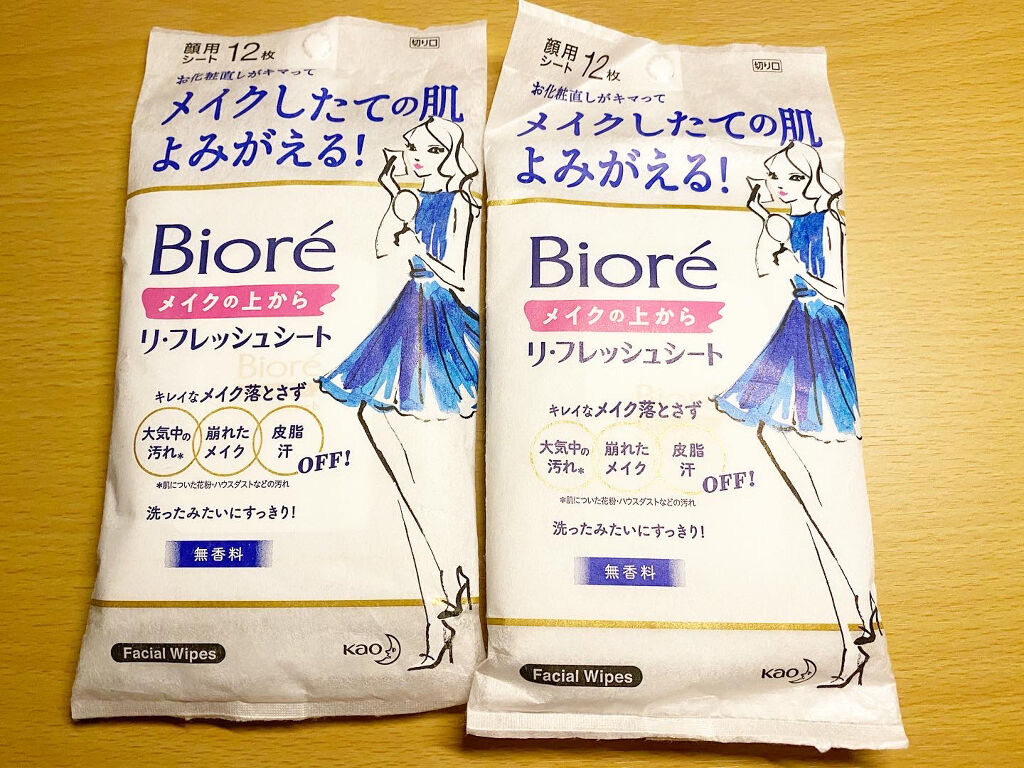 顔用
シート 12枚
切り口
お化粧直しがキマって
メイクしたての肌
よみがえる!
Bioré
メイクの上から
リ・フレッシュシート
Bioré
キレイなメイク落とさず
大気中の
汚れ*
崩れた
メイク
皮脂
汗
OFF!
*肌についた花粉・ハウスダストなどの汚れ
洗ったみたいにすっきり!
無香料
Facial Wipes
Kao
顔用
シート 12枚
切り口
お化粧直しがキマって
メイクしたての肌
よみがえる!
Bioré
メイクの上から
リ・フレッシュシート
キレイなメイク落とさず
大気中の
汚れ*
崩れた
メイク
皮脂
汗
OFF!
*肌についた花粉・ハウスダストなどの汚れ
洗ったみたいにすっきり!
無香料
Facial Wipes
Kao